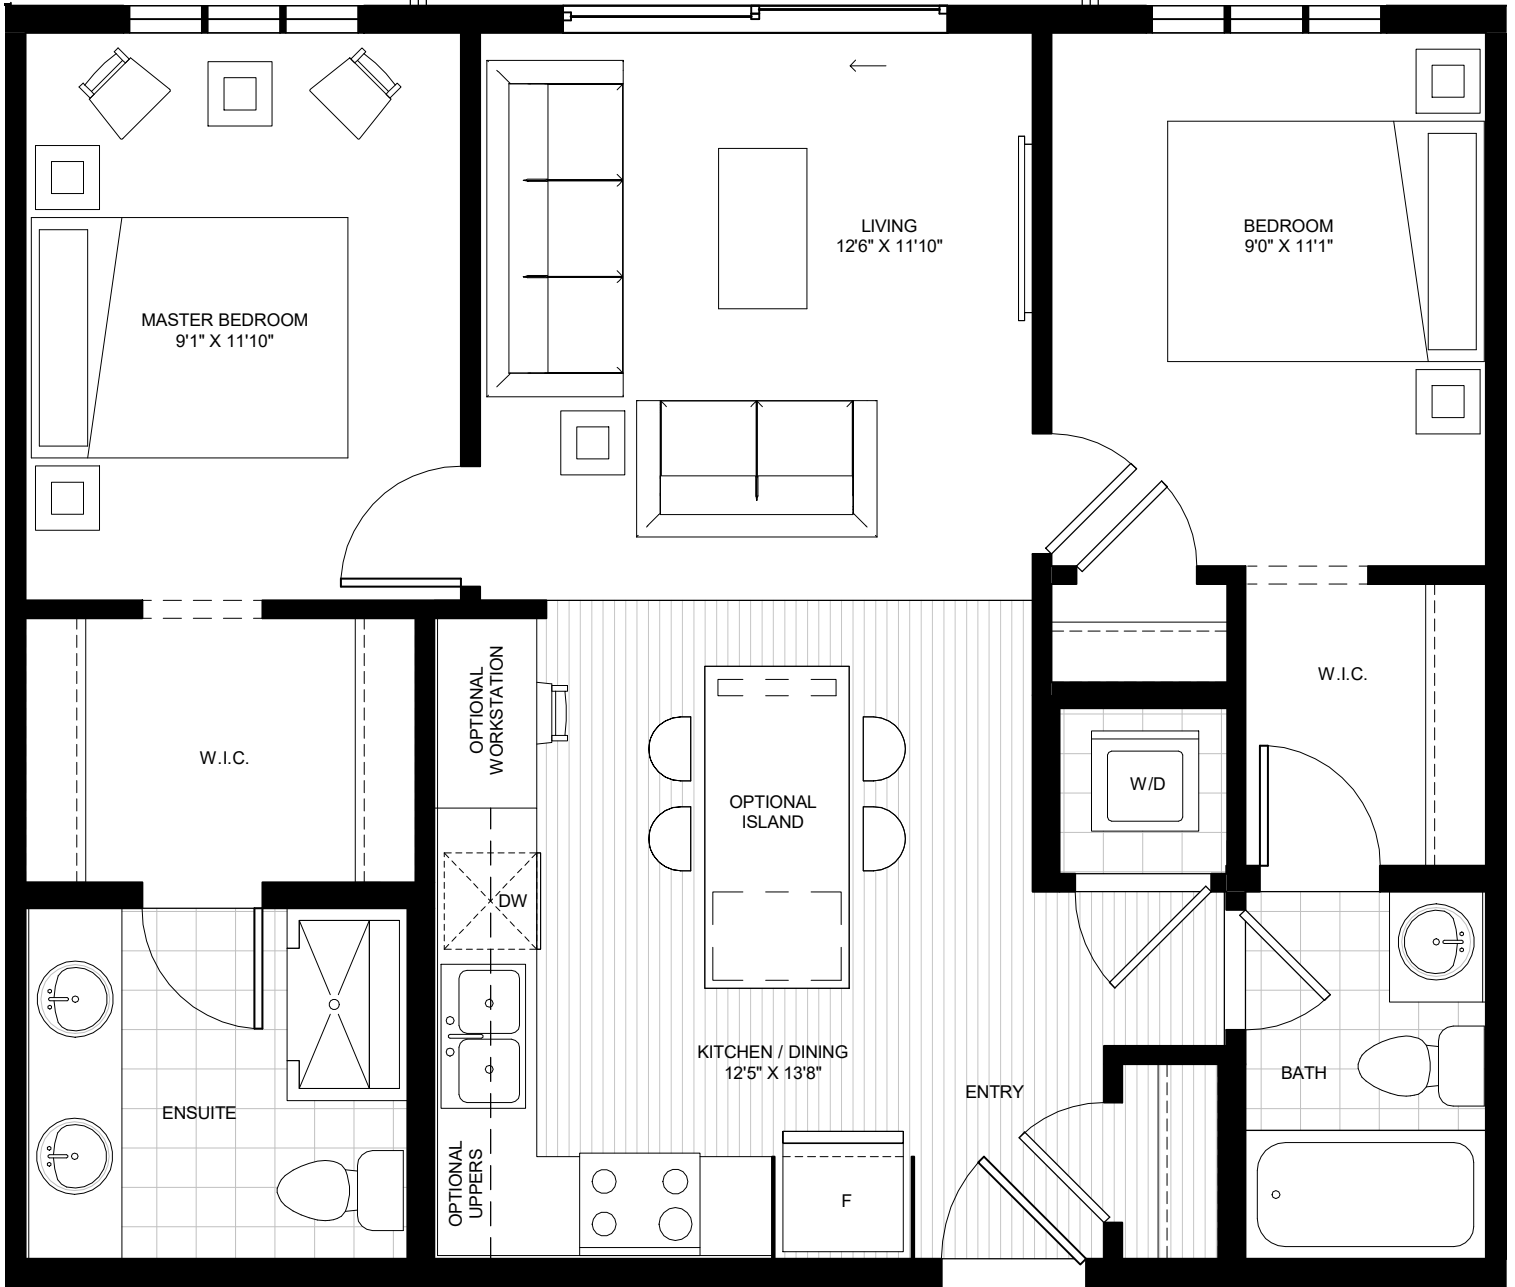 LIVING
12'6" X 11'10"
BEDROOM
9'0" X 11'1"
MASTER BEDROOM
9'1" X 11'10"
OPTIONAL
WORKSTATION
W.I.C.
W.I.C.
W/D
OPTIONAL
ISLAND
DW
KITCHEN / DINING
12'5" X 13'8"
ENTRY
BATH
ENSUITE
OPTIONAL
UPPERS
F